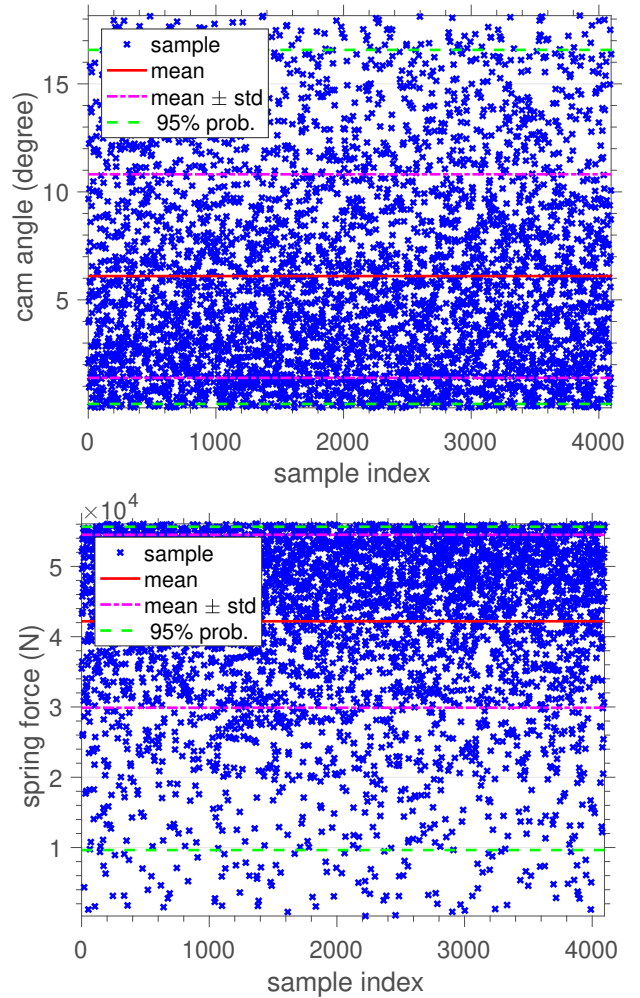 15
10
5
cam angle (degree)
sample
mean
mean ± std
95% prob.
0 1000 2000 3000 4000
sample index
×10⁴
5
4
3
2
1
spring force (N)
sample
mean
mean ± std
95% prob.
0 1000 2000 3000 4000
sample index